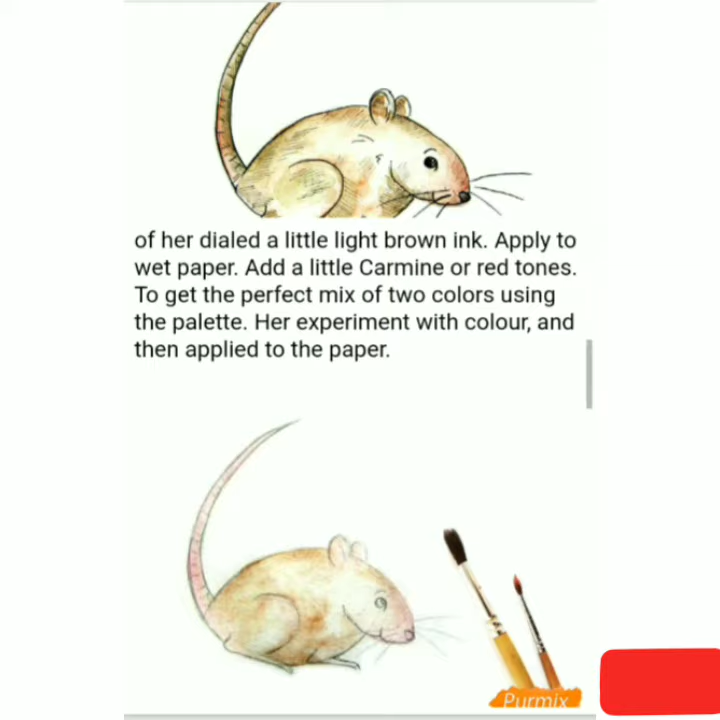 of her dialed a little light brown ink. Apply to
wet paper. Add a little Carmine or red tones.
To get the perfect mix of two colors using
the palette. Her experiment with colour, and
then applied to the paper.
Purmix